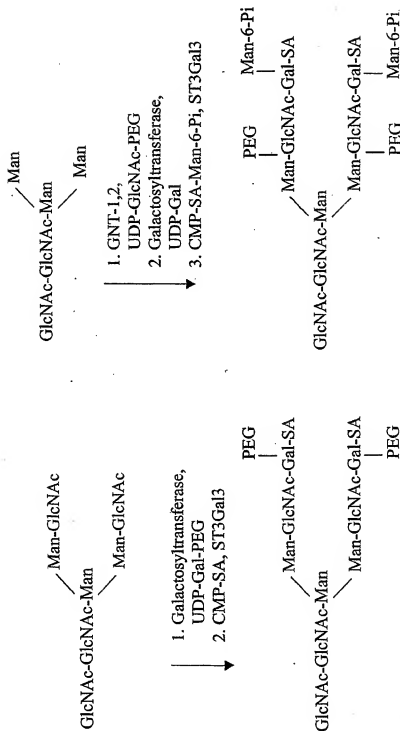 Man-GlcNAc
GlcNAc-GlcNAc-Man
Man-GlcNAc
1. Galactosyltransferase,
UDP-Gal-PEG
2. CMP-SA, ST3Gal3
PEG
Man-GlcNAc-Gal-SA
GlcNAc-GlcNAc-Man
Man-GlcNAc-Gal-SA
PEG
Man
GlcNAc-GlcNAc-Man
Man
1. GNT-1,2,
UDP-GlcNAc-PEG
2. Galactosyltransferase,
UDP-Gal
3. CMP-SA-Man-6-Pi, ST3Gal3
PEG Man-6-Pi
Man-GlcNAc-Gal-SA
GlcNAc-GlcNAc-Man
Man-GlcNAc-Gal-SA
PEG Man-6-Pi